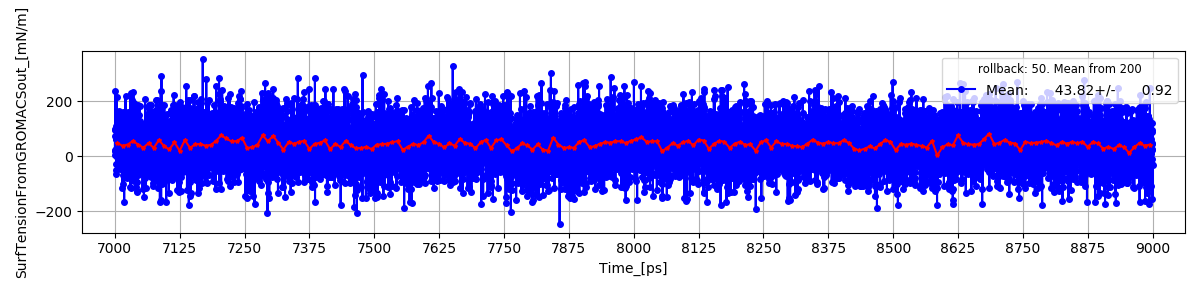 SurfTensionFromGROMACSout_[mN/m]
200
0
−200
rollback: 50. Mean from 200
Mean: 43.82+/- 0.92
7000 7125 7250 7375 7500 7625 7750 7875 8000 8125 8250 8375 8500 8625 8750 8875 9000
Time_[ps]